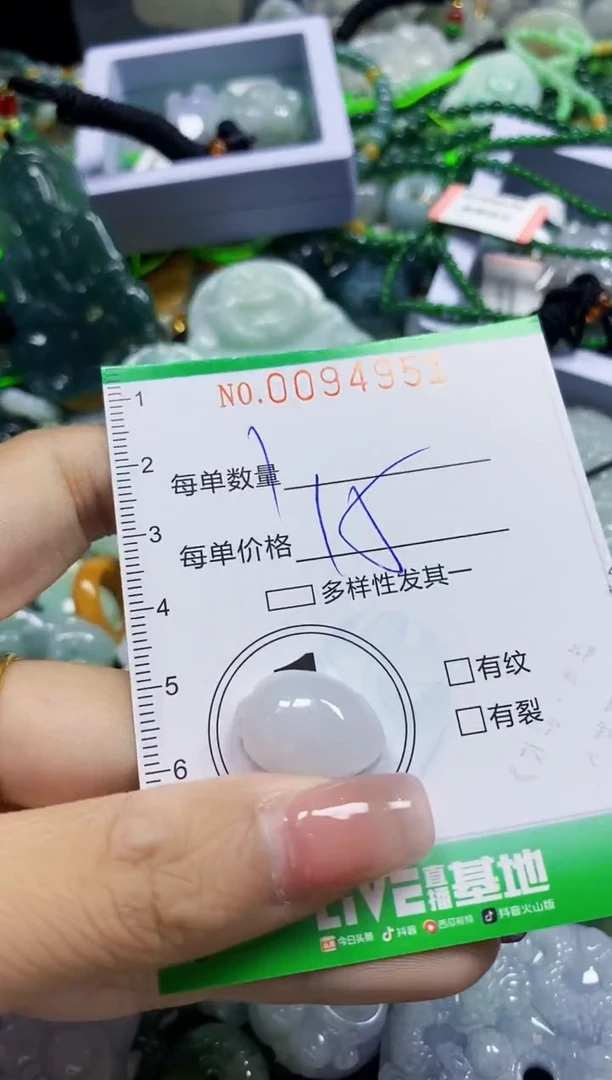 NO.0094951
1
2
每单数量
18
3
每单价格
多样性发其一
4
5
有纹
有裂
6
LIVE直播基地
今日头条 抖音 西瓜视频 抖音火山版